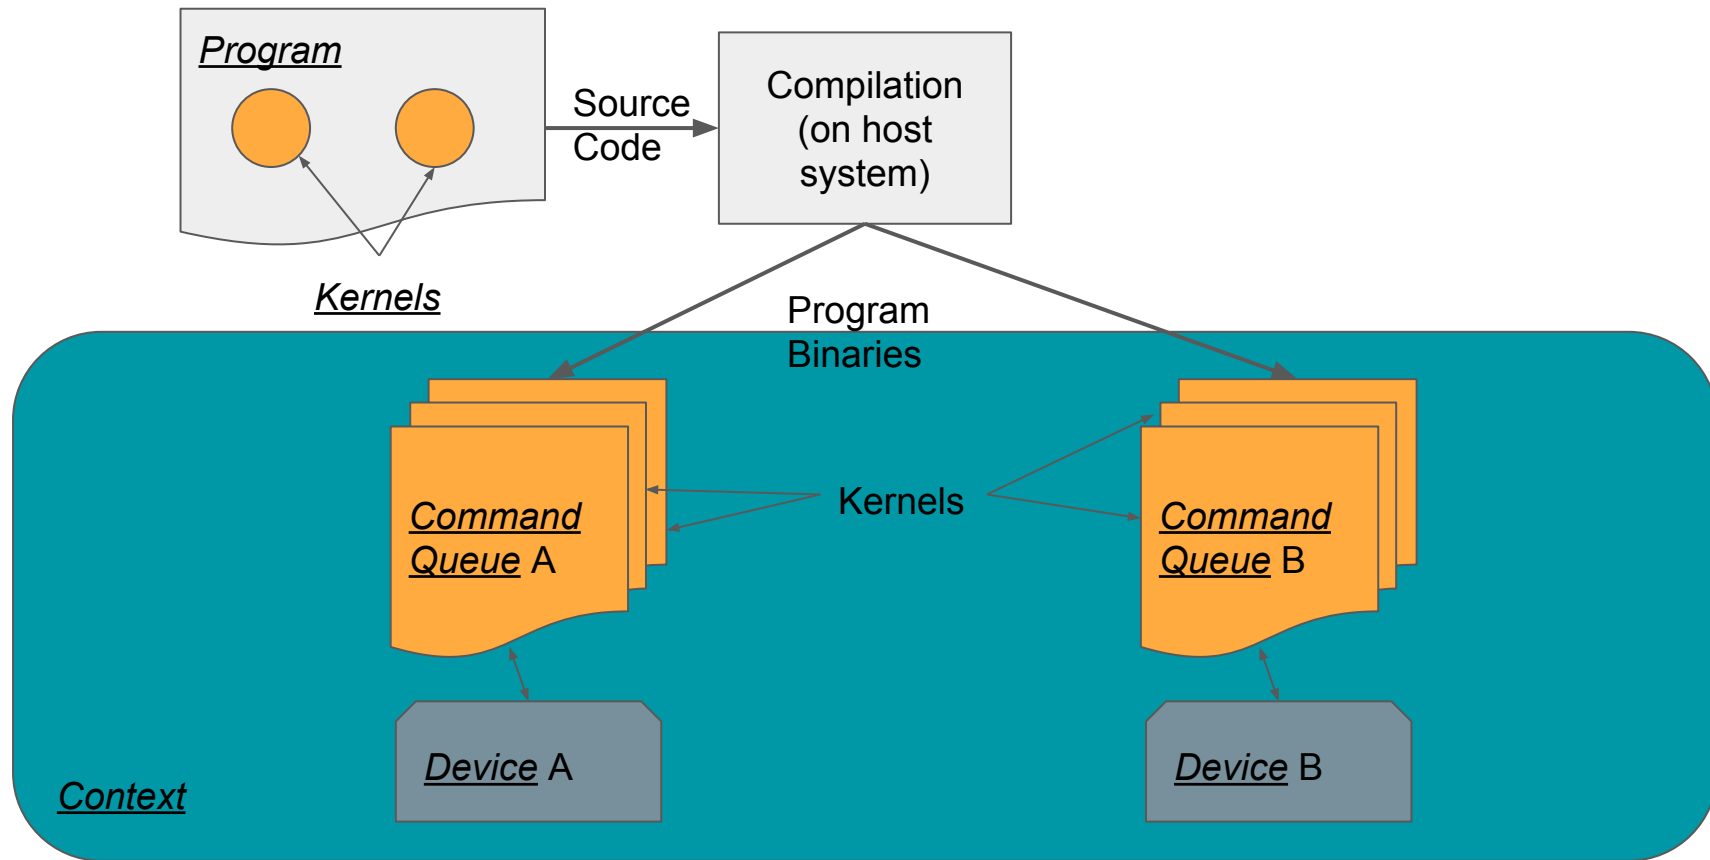 Program
Source
Code
Compilation
(on host
system)
Kernels
Program
Binaries
Command
Queue A
Kernels
Command
Queue B
Device A
Device B
Context